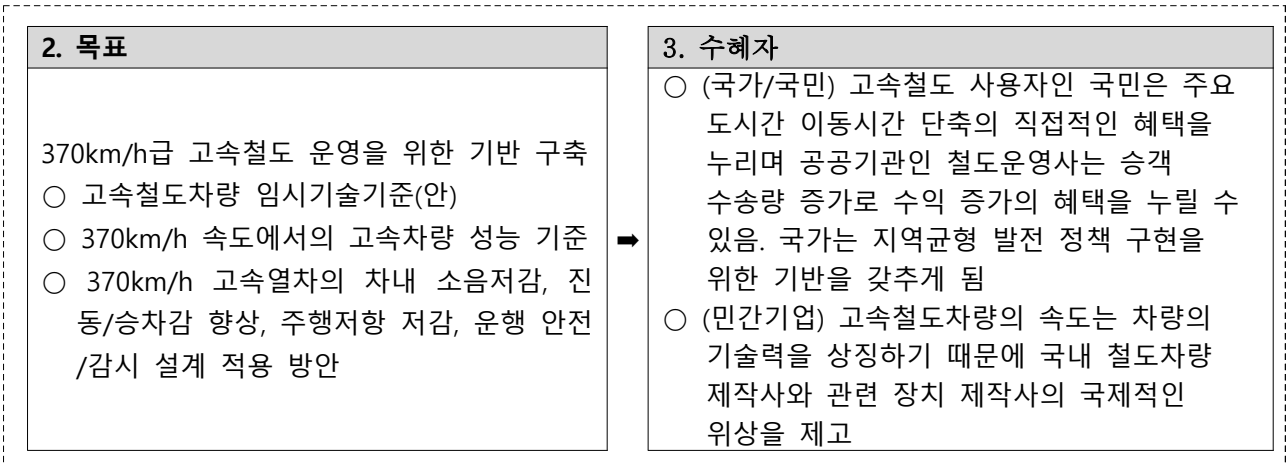 2. 목표
370km/h급 고속철도 운영을 위한 기반 구축
○ 고속철도차량 임시기술기준(안)
○ 370km/h 속도에서의 고속차량 성능 기준
○ 370km/h 고속열차의 차내 소음저감, 진
동/승차감 향상, 주행저항 저감, 운행 안전
/감시 설계 적용 방안
➡
3. 수혜자
○ (국가/국민) 고속철도 사용자인 국민은 주요
도시간 이동시간 단축의 직접적인 혜택을
누리며 공공기관인 철도운영사는 승객
수송량 증가로 수익 증가의 혜택을 누릴 수
있음. 국가는 지역균형 발전 정책 구현을
위한 기반을 갖추게 됨
○ (민간기업) 고속철도차량의 속도는 차량의
기술력을 상징하기 때문에 국내 철도차량
제작사와 관련 장치 제작사의 국제적인
위상을 제고